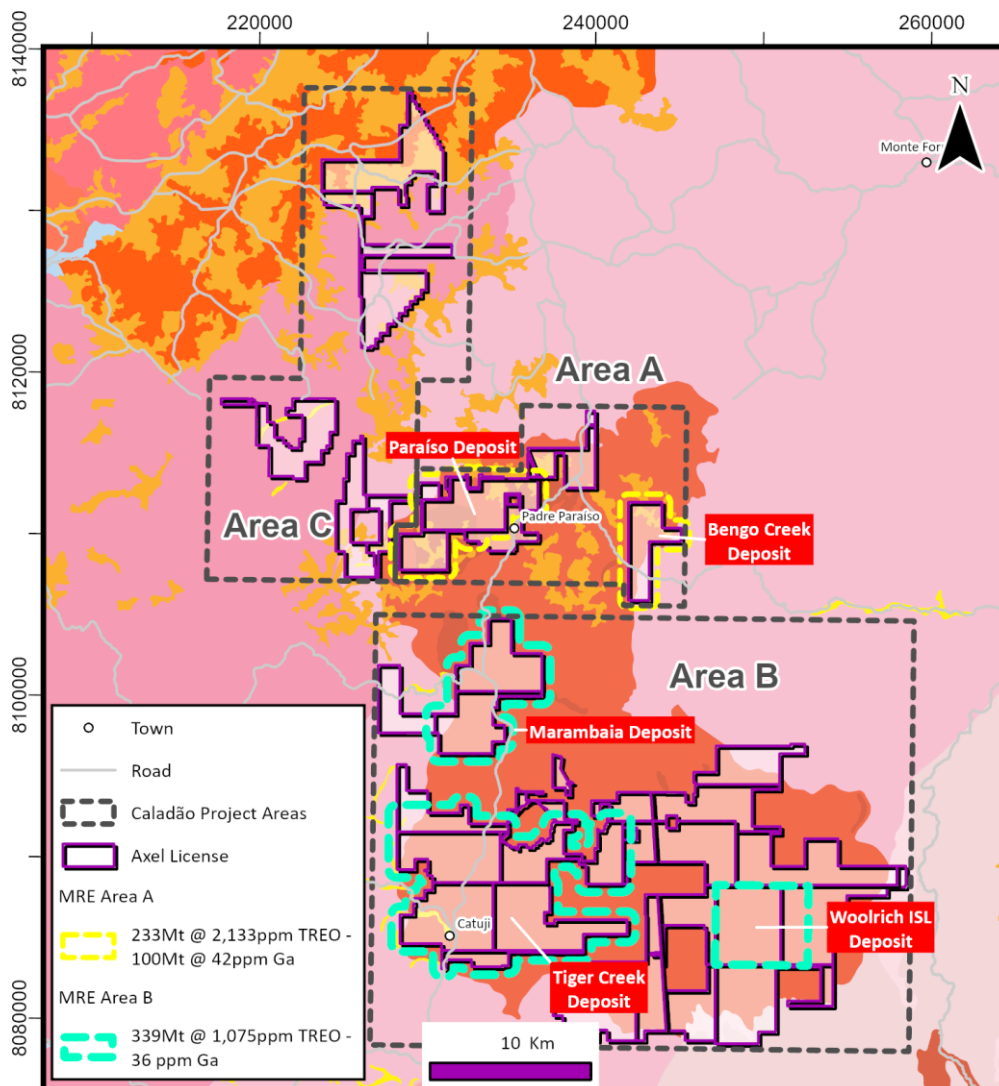 220000
240000
260000
8140000
8120000
8100000
8080000
N
Monte For
Area A
Paraíso Deposit
Padre Paraíso
Area C
Bengo Creek
Deposit
Area B
Marambaia Deposit
Catuji
Woolrich ISL
Deposit
Tiger Creek
Deposit
Town
Road
Caladão Project Areas
Axel License
MRE Area A
233Mt @ 2,133ppm TREO -
100Mt @ 42ppm Ga
MRE Area B
339Mt @ 1,075ppm TREO -
36 ppm Ga
10 Km